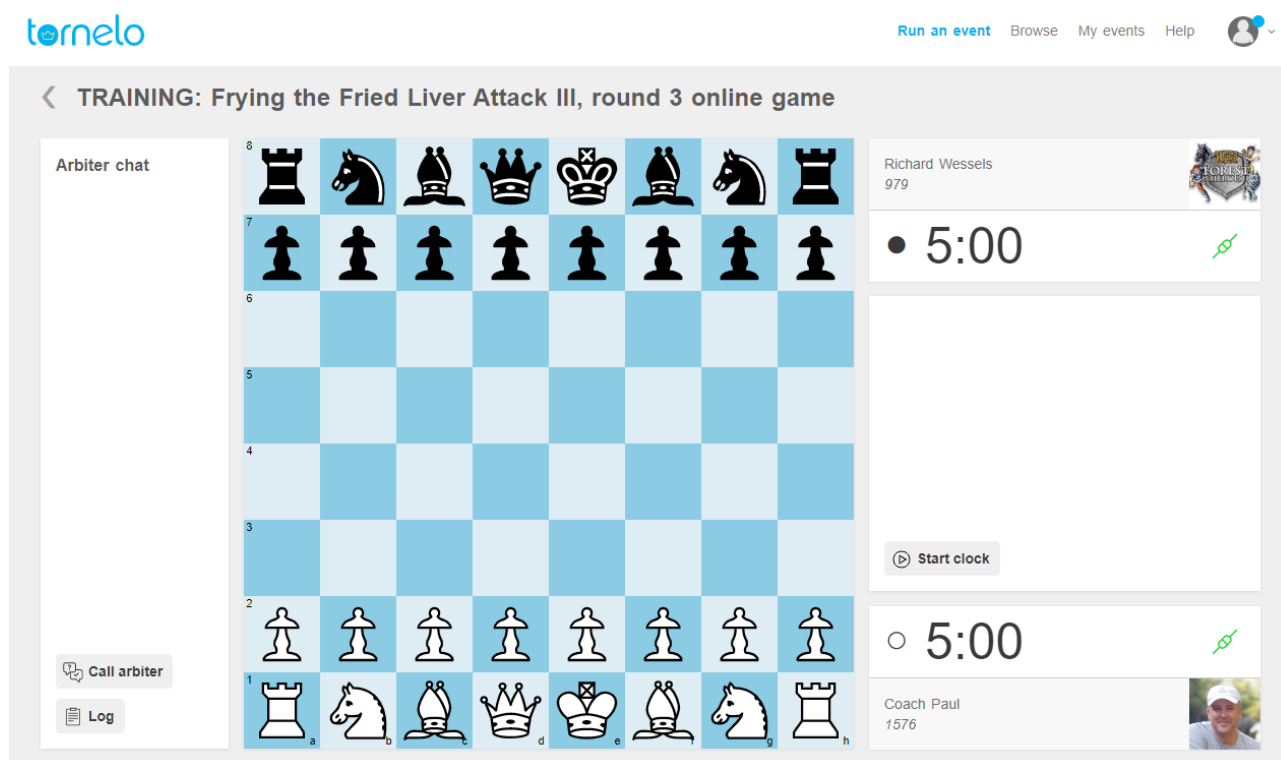 tornelo
Run an event
Browse
My events
Help
TRAINING: Frying the Fried Liver Attack III, round 3 online game
Arbiter chat
Call arbiter
Log
8
7
6
5
4
3
2
1
a
b
c
d
e
f
g
h
Richard Wessels
979
FOREST
HEROES
5:00
Start clock
5:00
Coach Paul
1576